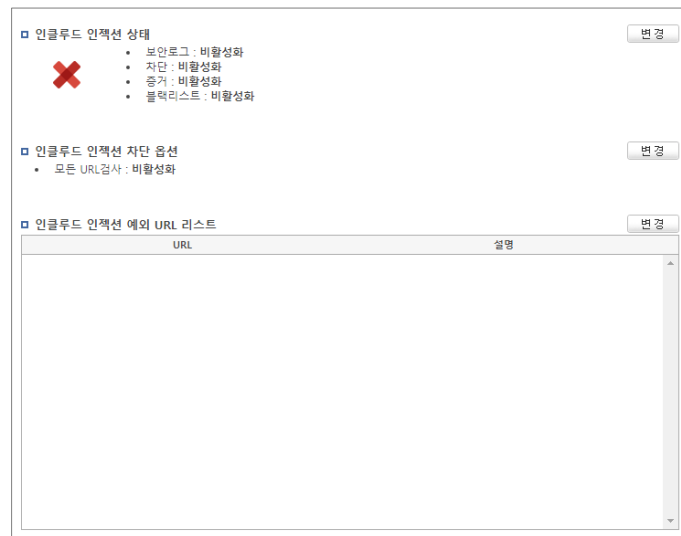 인클루드 인젝션 상태
변경
• 보안로그 : 비활성화
• 차단 : 비활성화
• 증거 : 비활성화
• 블랙리스트 : 비활성화
인클루드 인젝션 차단 옵션
변경
• 모든 URL검사 : 비활성화
인클루드 인젝션 예외 URL 리스트
변경
URL 설명